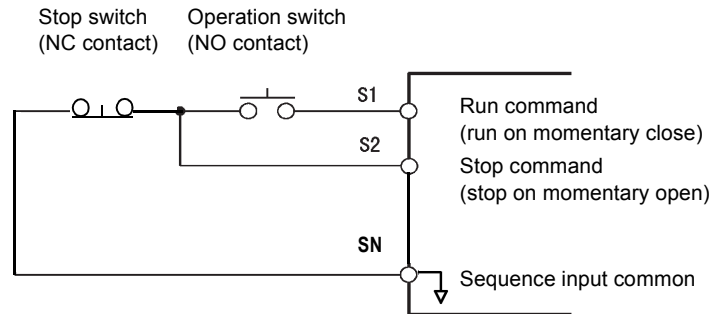 Stop switch
(NC contact)
Operation switch
(NO contact)
S1
Run command
(run on momentary close)
S2
Stop command
(stop on momentary open)
SN
Sequence input common